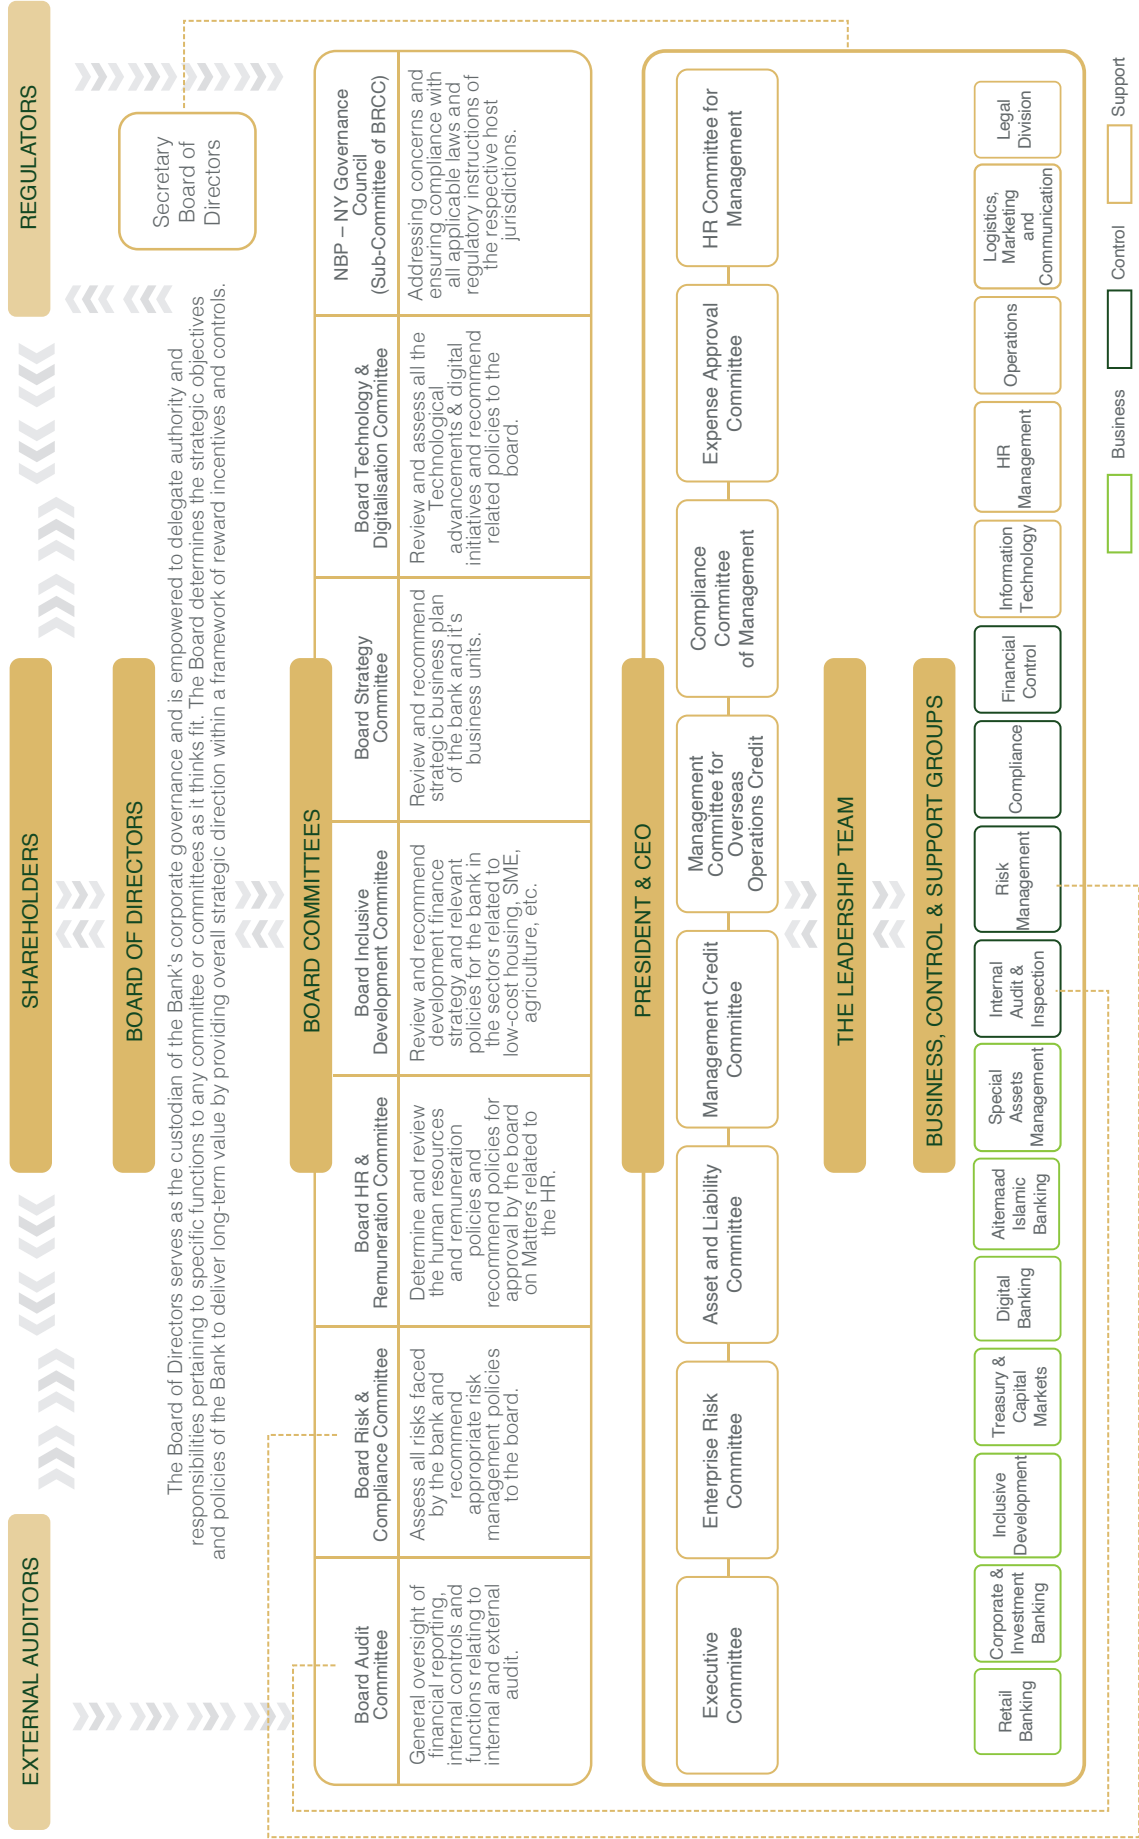 EXTERNAL AUDITORS
SHAREHOLDERS
REGULATORS
BOARD OF DIRECTORS
Secretary
Board of
Directors
The Board of Directors serves as the custodian of the Bank's corporate governance and is empowered to delegate authority and
responsibilities pertaining to specific functions to any committee or committees as it thinks fit. The Board determines the strategic objectives
and policies of the Bank to deliver long-term value by providing overall strategic direction within a framework of reward incentives and controls.
BOARD COMMITTEES
Board Audit
Committee
General oversight of
financial reporting,
internal controls and
functions relating to
internal and external
audit.
Board Risk &
Compliance Committee
Assess all risks faced
by the bank and
recommend
appropriate risk
management policies
to the board.
Board HR &
Remuneration Committee
Determine and review
the human resources
and remuneration
policies and
recommend policies for
approval by the board
on Matters related to
the HR.
Board Inclusive
Development Committee
Review and recommend
development finance
strategy and relevant
policies for the bank in
the sectors related to
low-cost housing, SME,
agriculture, etc.
Board Strategy
Committee
Review and recommend
strategic business plan
of the bank and it's
business units.
Board Technology &
Digitalisation Committee
Review and assess all the
Technological
advancements & digital
initiatives and recommend
related policies to the
board.
NBP – NY Governance
Council
(Sub-Committee of BRCC)
Addressing concerns and
ensuring compliance with
all applicable laws and
regulatory instructions of
the respective host
jurisdictions.
PRESIDENT & CEO
Executive
Committee
Enterprise Risk
Committee
Asset and Liability
Committee
Management Credit
Committee
Management
Committee for
Overseas
Operations Credit
Compliance
Committee
of Management
Expense Approval
Committee
HR Committee for
Management
THE LEADERSHIP TEAM
BUSINESS, CONTROL & SUPPORT GROUPS
Retail
Banking
Corporate &
Investment
Banking
Inclusive
Development
Treasury &
Capital
Markets
Digital
Banking
Aitemaad
Islamic
Banking
Special
Assets
Management
Internal
Audit &
Inspection
Risk
Management
Compliance
Financial
Control
Information
Technology
HR
Management
Operations
Logistics,
Marketing
and
Communication
Legal
Division
Business
Control
Support